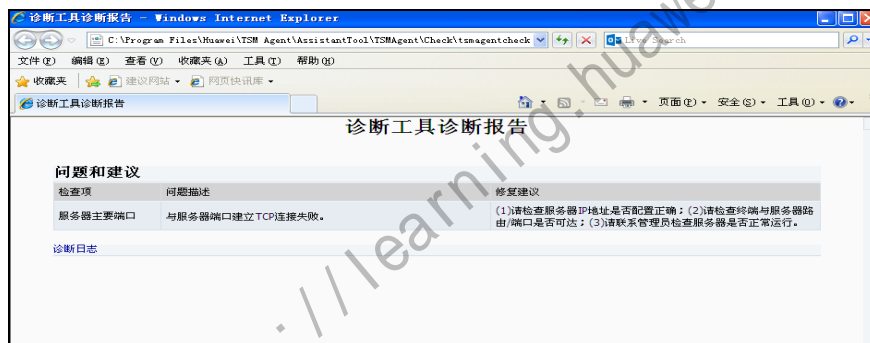 诊断工具诊断报告 - Windows Internet Explorer
C:\Program Files\Huawei\TSM Agent\AssistantTool\TSMAgent\Check\tsmagentcheck
Live Search
文件(F) 编辑(E) 查看(V) 收藏夹(A) 工具(T) 帮助(H)
收藏夹 建议网站 网页快讯库
诊断工具诊断报告
页面(P) 安全(S) 工具(O)
诊断工具诊断报告
问题和建议
检查项 问题描述 修复建议
服务器主要端口 与服务器端口建立TCP连接失败。 (1)请检查服务器IP地址是否配置正确；(2)请检查终端与服务器路
由/端口是否可达；(3)请联系管理员检查服务器是否正常运行。
诊断日志
://learning.huawe